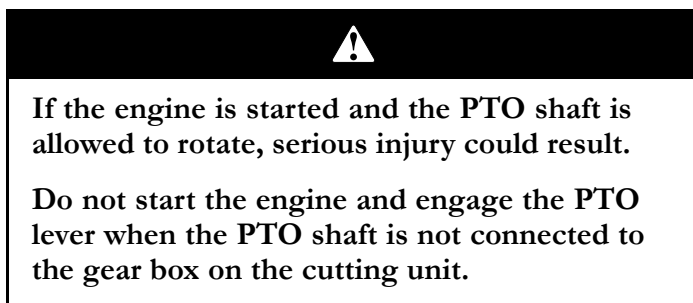 If the engine is started and the PTO shaft is
allowed to rotate, serious injury could result.
Do not start the engine and engage the PTO
lever when the PTO shaft is not connected to
the gear box on the cutting unit.